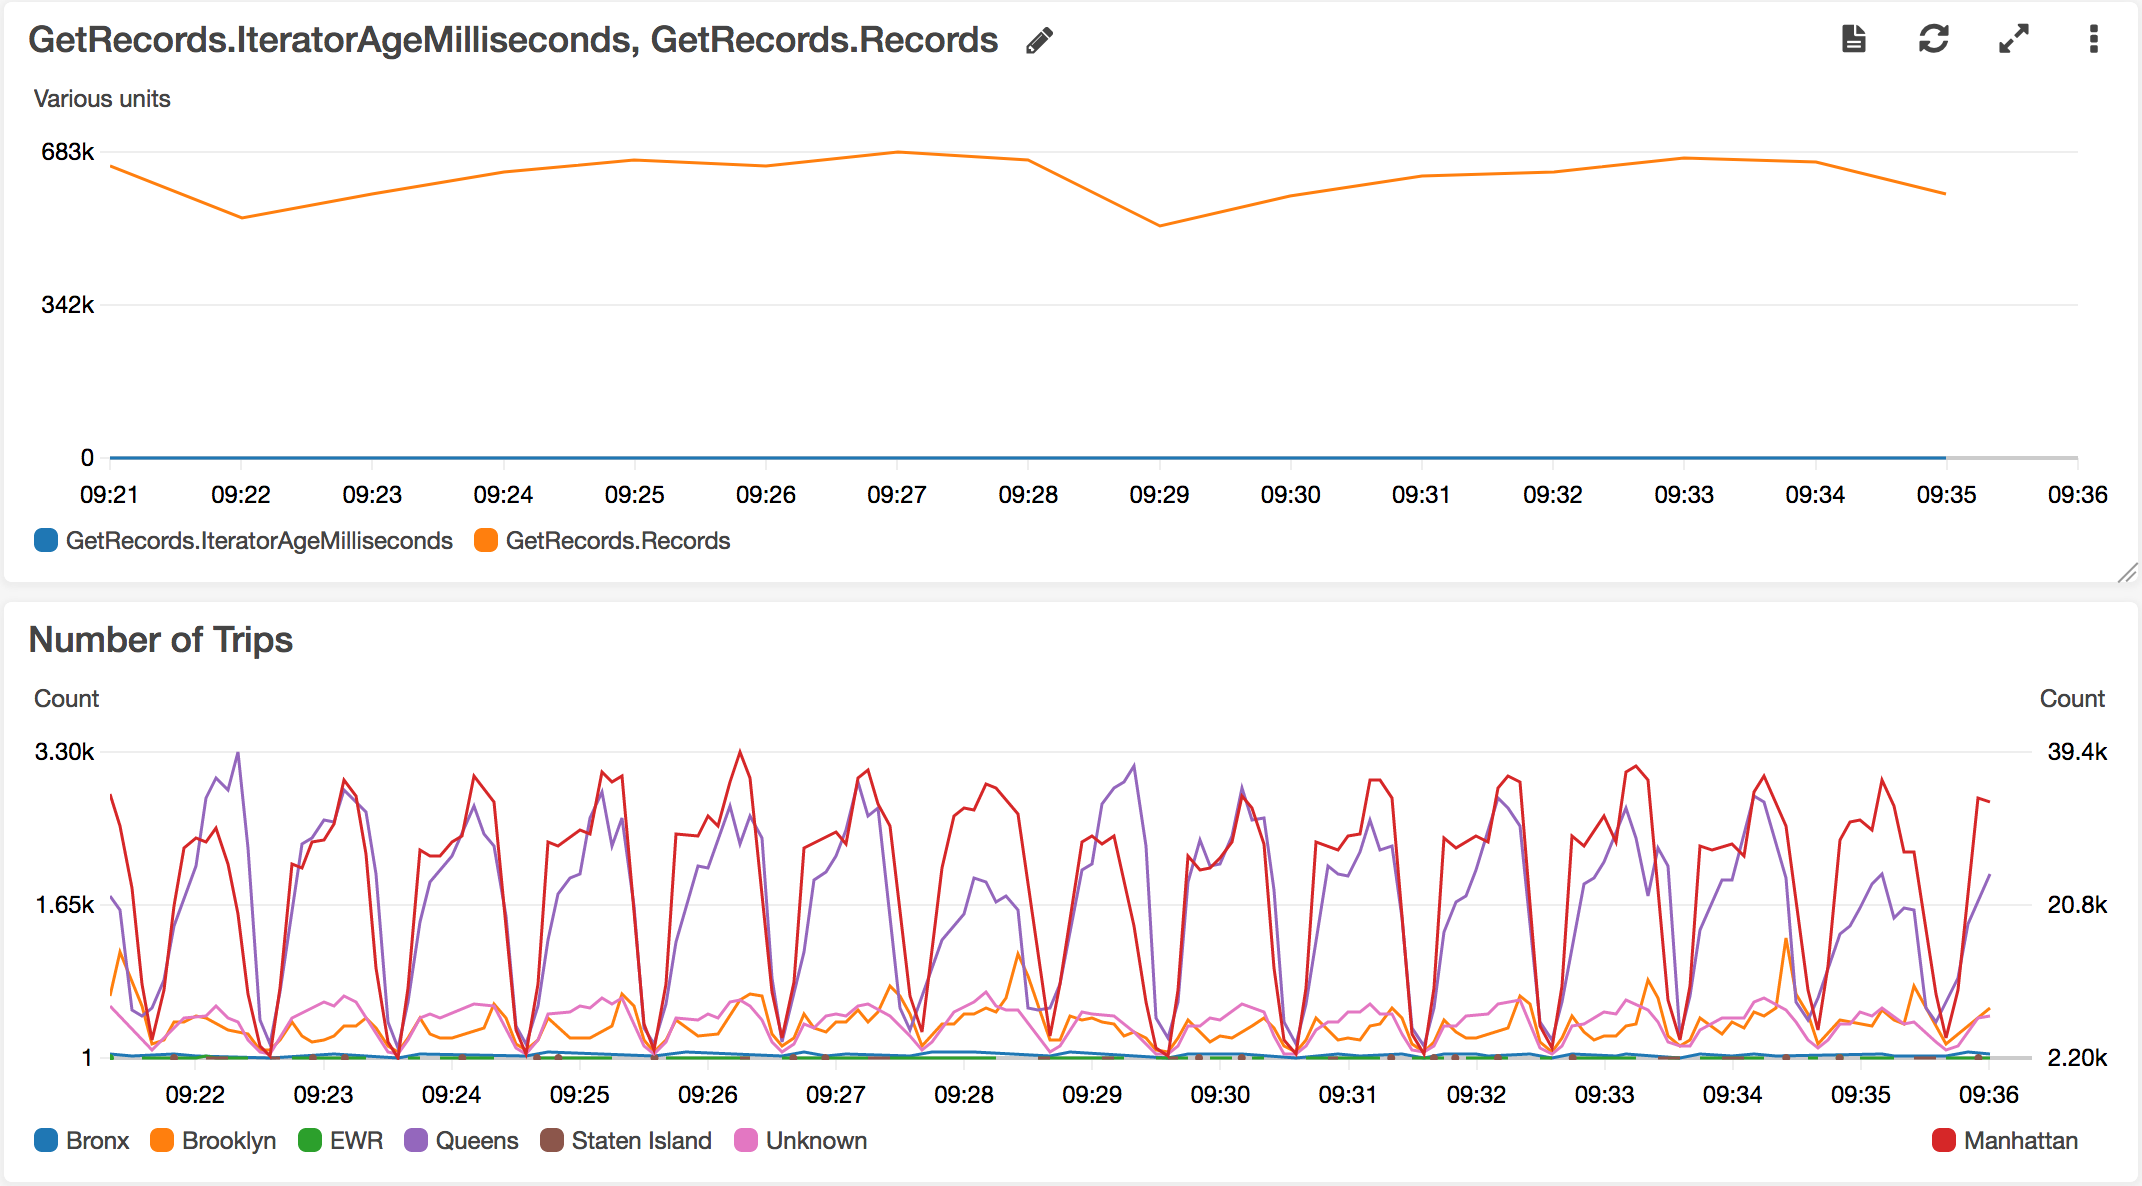 GetRecords.IteratorAgeMilliseconds, GetRecords.Records
Various units
683k
342k
0
09:21 09:22 09:23 09:24 09:25 09:26 09:27 09:28 09:29 09:30 09:31 09:32 09:33 09:34 09:35 09:36
GetRecords.IteratorAgeMilliseconds GetRecords.Records
Number of Trips
Count Count
3.30k 39.4k
1.65k 20.8k
1 2.20k
09:22 09:23 09:24 09:25 09:26 09:27 09:28 09:29 09:30 09:31 09:32 09:33 09:34 09:35 09:36
Bronx Brooklyn EWR Queens Staten Island Unknown Manhattan